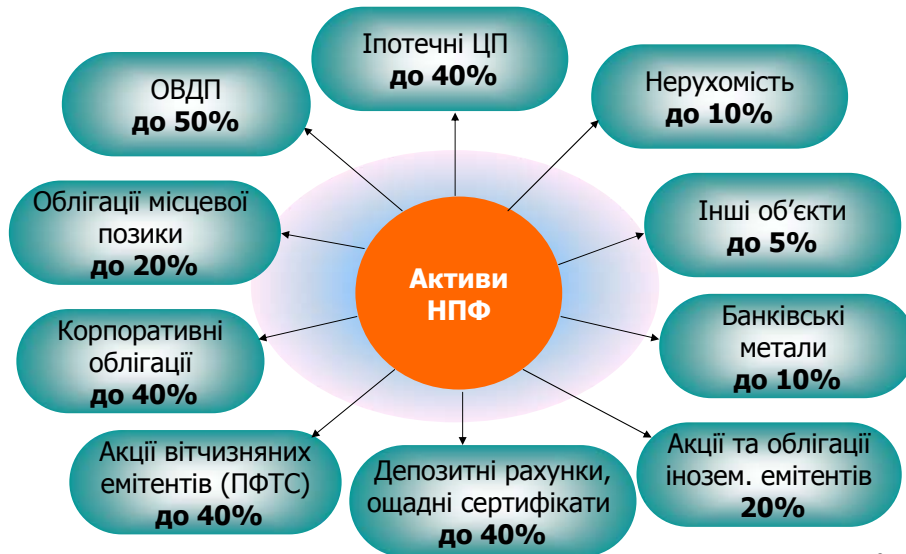 Іпотечні ЦП
до 40%
ОВДП
до 50%
Нерухомість
до 10%
Облігації місцевої
позики
до 20%
Інші об’єкти
до 5%
Активи
НПФ
Корпоративні
облігації
до 40%
Банківські
метали
до 10%
Акції вітчизняних
емітентів (ПФТС)
до 40%
Депозитні рахунки,
ощадні сертифікати
до 40%
Акції та облігації
інозем. емітентів
20%